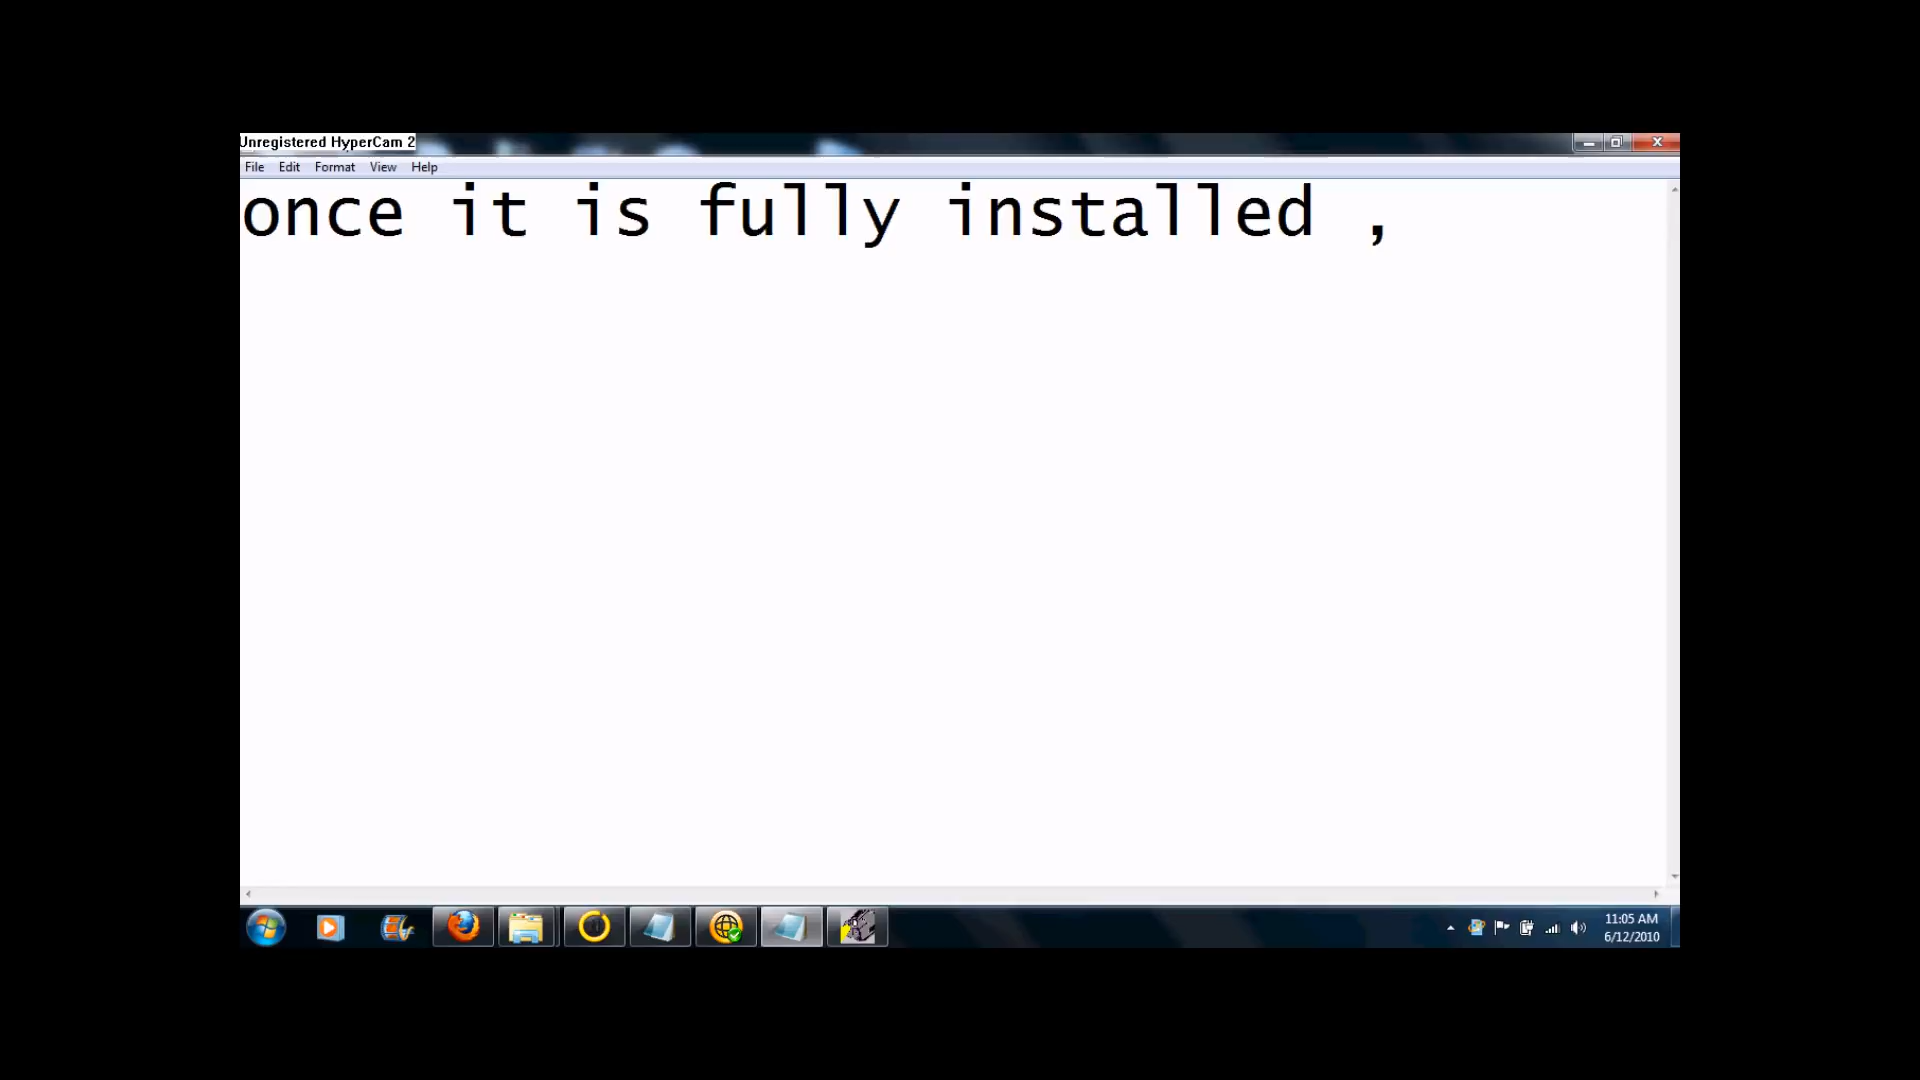 Unregistered HyperCam 2
File Edit Format View Help
once it is fully installed ,
11:05 AM
6/12/2010